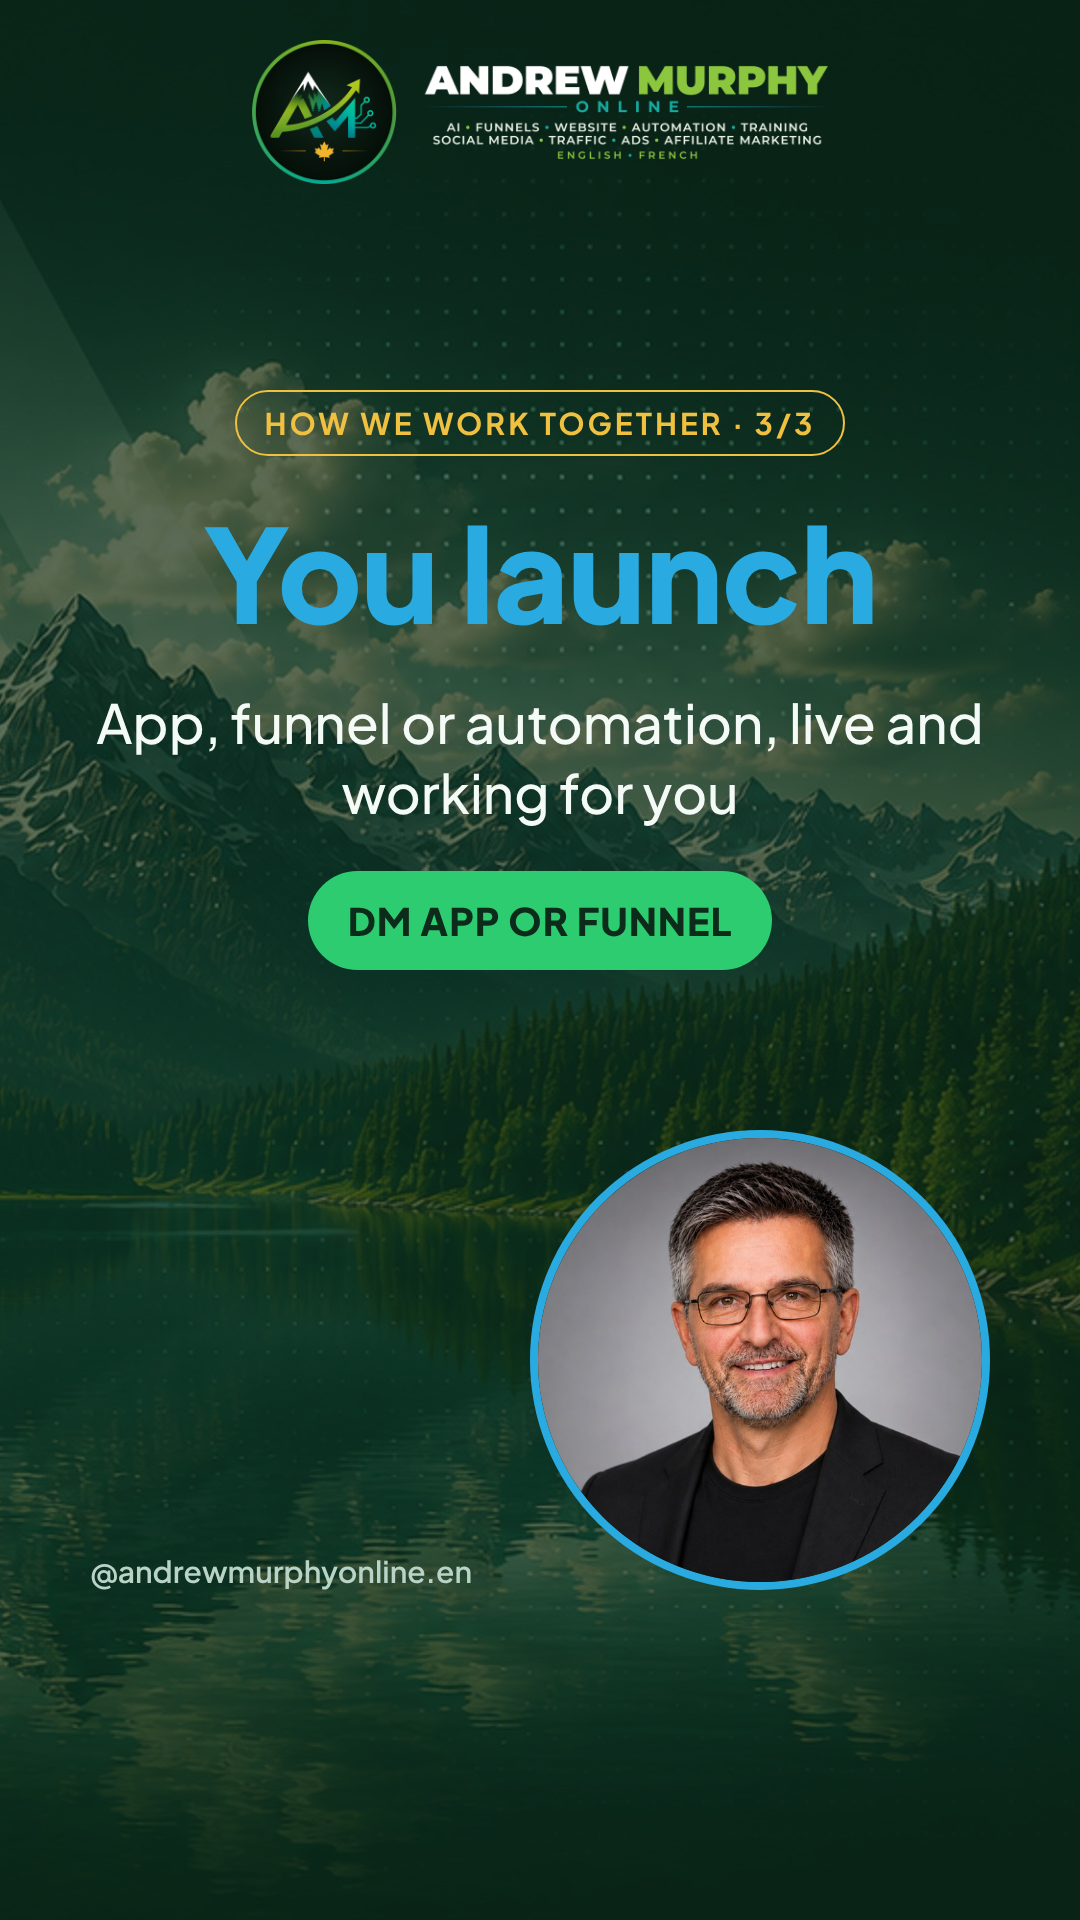 AM
ANDREW MURPHY
ONLINE
AI • FUNNELS • WEBSITE • AUTOMATION • TRAINING
SOCIAL MEDIA • TRAFFIC • ADS • AFFILIATE MARKETING
ENGLISH • FRENCH
HOW WE WORK TOGETHER · 3/3
You launch
App, funnel or automation, live and
working for you
DM APP OR FUNNEL
@andrewmurphyonline.en